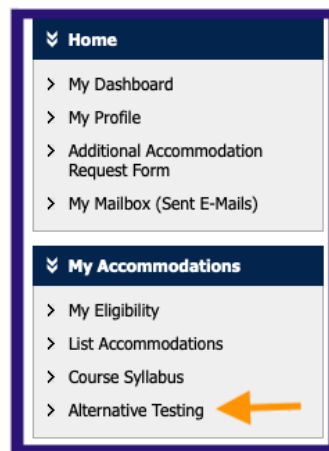 Home
My Dashboard
My Profile
Additional Accommodation
Request Form
My Mailbox (Sent E-Mails)
My Accommodations
My Eligibility
List Accommodations
Course Syllabus
Alternative Testing